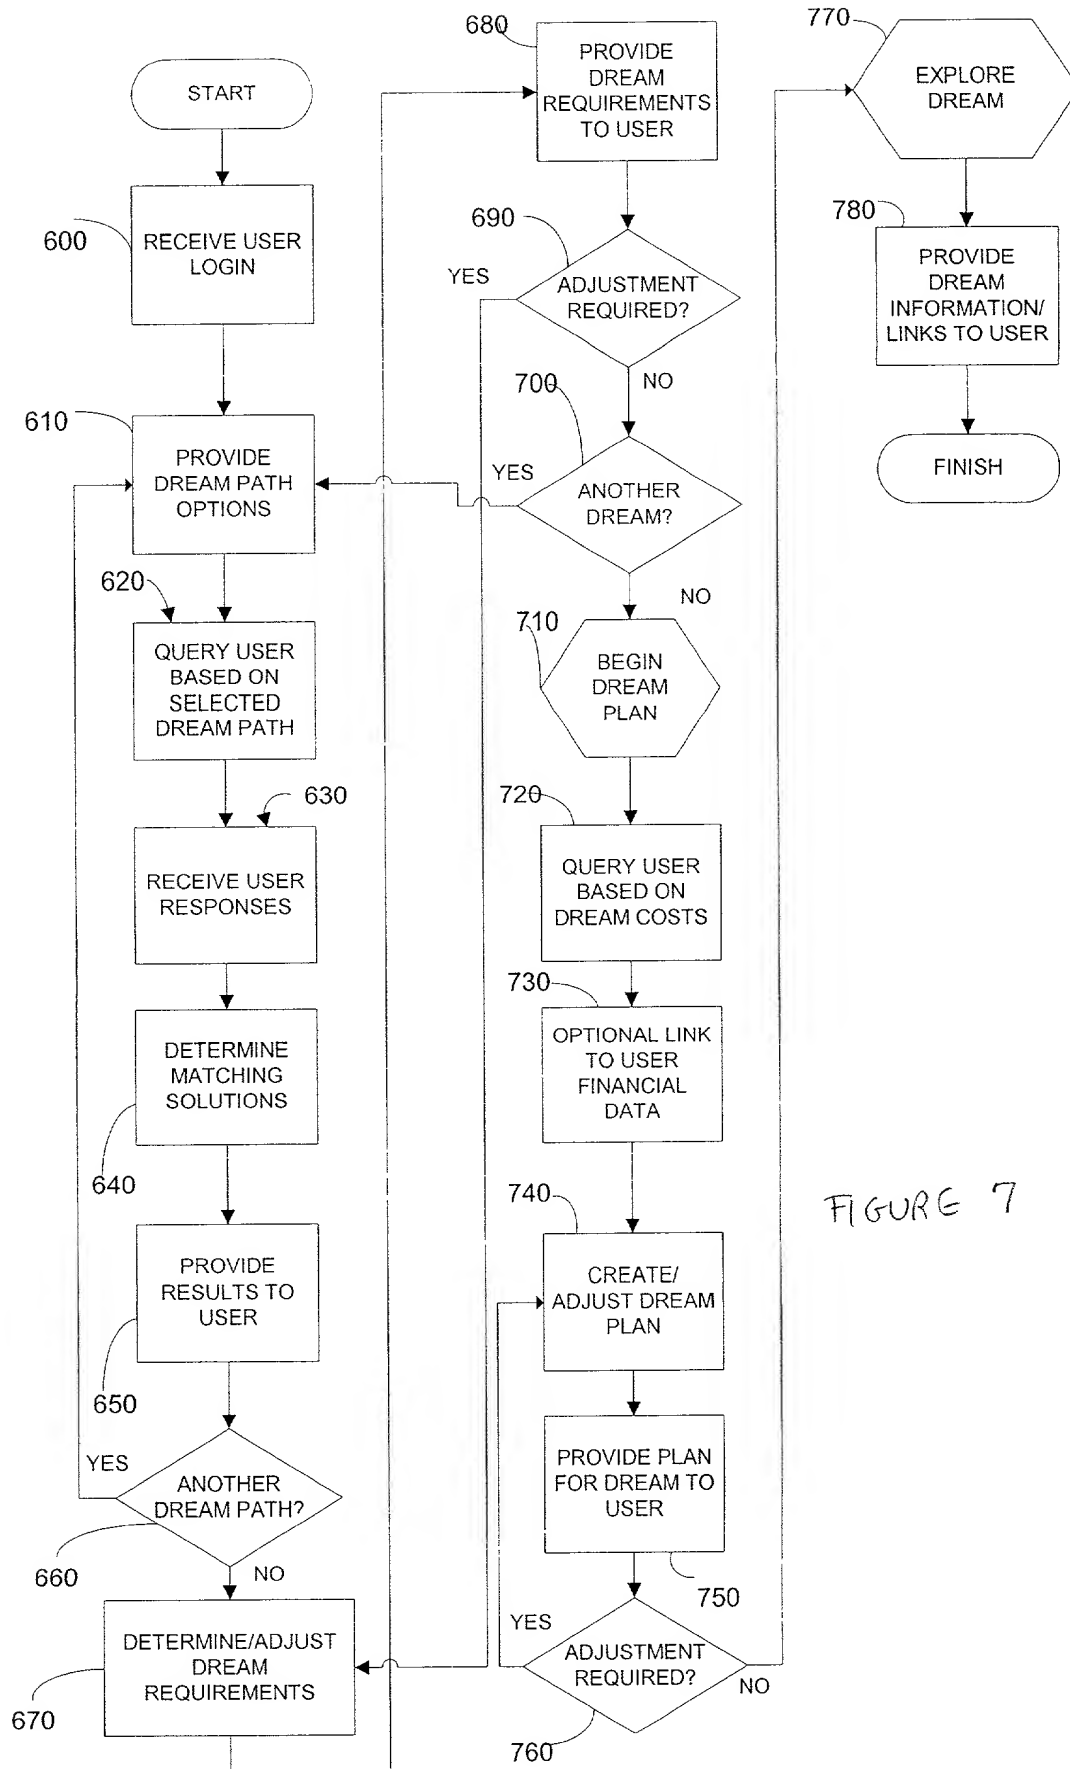 START
600
RECEIVE USER
LOGIN
610
PROVIDE
DREAM PATH
OPTIONS
620
QUERY USER
BASED ON
SELECTED
DREAM PATH
630
RECEIVE USER
RESPONSES
DETERMINE
MATCHING
SOLUTIONS
640
PROVIDE
RESULTS TO
USER
650
YES
ANOTHER
DREAM PATH?
660
NO
DETERMINE/ADJUST
DREAM
REQUIREMENTS
670
680
PROVIDE
DREAM
REQUIREMENTS
TO USER
690
YES
ADJUSTMENT
REQUIRED?
NO
700
YES
ANOTHER
DREAM?
NO
710
BEGIN
DREAM
PLAN
720
QUERY USER
BASED ON
DREAM COSTS
730
OPTIONAL LINK
TO USER
FINANCIAL
DATA
740
CREATE/
ADJUST DREAM
PLAN
PROVIDE PLAN
FOR DREAM TO
USER
750
YES
ADJUSTMENT
REQUIRED?
NO
760
770
EXPLORE
DREAM
780
PROVIDE
DREAM
INFORMATION/
LINKS TO USER
FINISH
FIGURE 7